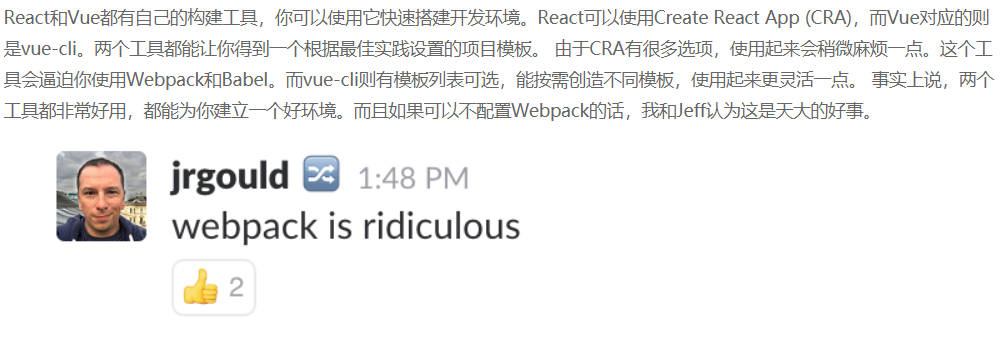 React和Vue都有自己的构建工具，你可以使用它快速搭建开发环境。React可以使用Create React App (CRA)，而Vue对应的则
是vue-cli。两个工具都能让你得到一个根据最佳实践设置的项目模板。 由于CRA有很多选项，使用起来会稍微麻烦一点。这个工
具会逼迫你使用Webpack和Babel。而vue-cli则有模板列表可选，能按需创造不同模板，使用起来更灵活一点。 事实上说，两个
工具都非常好用，都能为你建立一个好环境。而且如果可以不配置Webpack的话，我和Jeff认为这是天大的好事。
jrgould 🔀 1:48 PM
webpack is ridiculous
👍 2